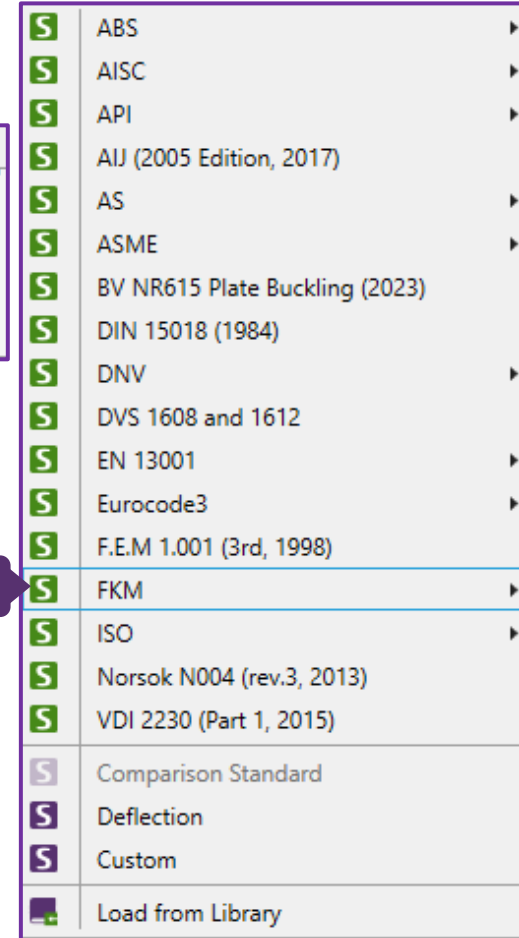 S ABS
S AISC
S API
S AIJ (2005 Edition, 2017)
S AS
S ASME
S BV NR615 Plate Buckling (2023)
S DIN 15018 (1984)
S DNV
S DVS 1608 and 1612
S EN 13001
S Eurocode3
S F.E.M 1.001 (3rd, 1998)
S FKM
S ISO
S Norsok N004 (rev.3, 2013)
S VDI 2230 (Part 1, 2015)
S Comparison Standard
S Deflection
S Custom
Load from Library